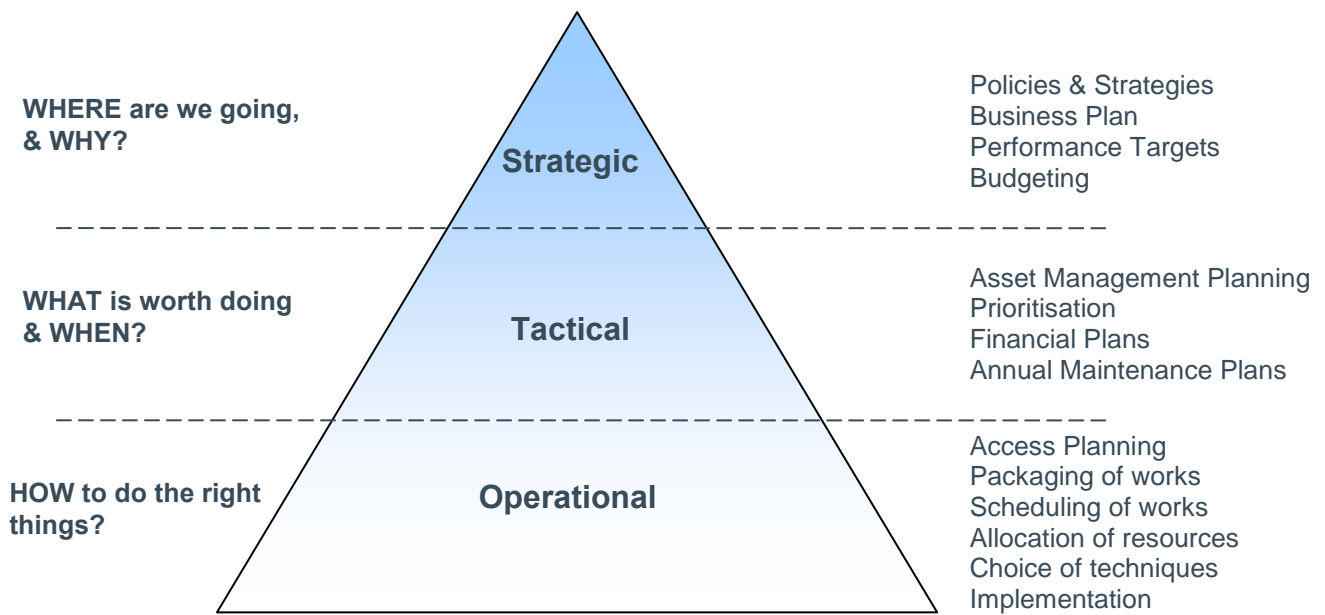 WHERE are we going,
& WHY?
Strategic
Policies & Strategies
Business Plan
Performance Targets
Budgeting
WHAT is worth doing
& WHEN?
Tactical
Asset Management Planning
Prioritisation
Financial Plans
Annual Maintenance Plans
HOW to do the right
things?
Operational
Access Planning
Packaging of works
Scheduling of works
Allocation of resources
Choice of techniques
Implementation